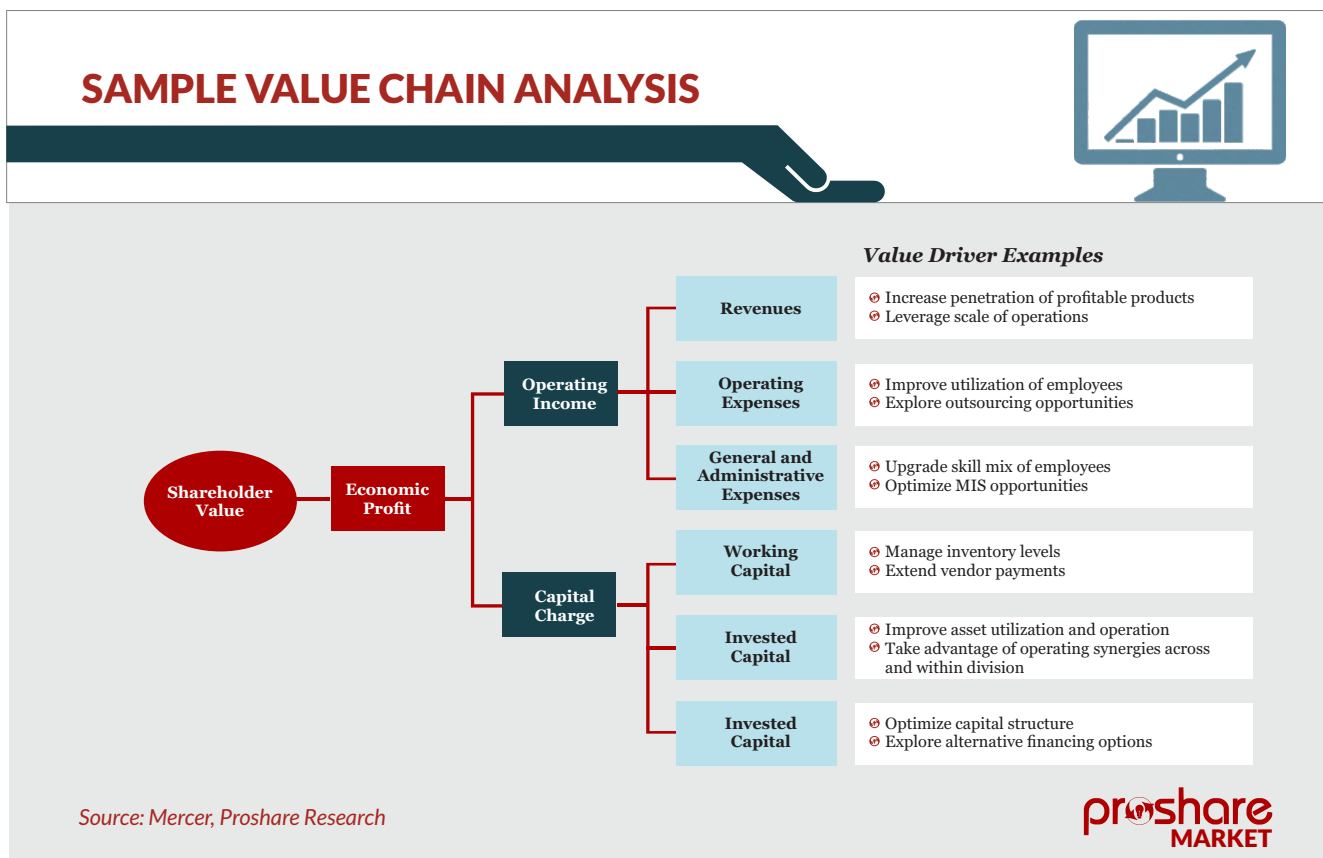 SAMPLE VALUE CHAIN ANALYSIS
Value Driver Examples
Shareholder
Value
Economic
Profit
Operating
Income
Capital
Charge
Revenues
Increase penetration of profitable products
Leverage scale of operations
Operating
Expenses
Improve utilization of employees
Explore outsourcing opportunities
General and
Administrative
Expenses
Upgrade skill mix of employees
Optimize MIS opportunities
Working
Capital
Manage inventory levels
Extend vendor payments
Invested
Capital
Improve asset utilization and operation
Take advantage of operating synergies across
and within division
Invested
Capital
Optimize capital structure
Explore alternative financing options
Source: Mercer, Proshare Research
proshare
MARKET